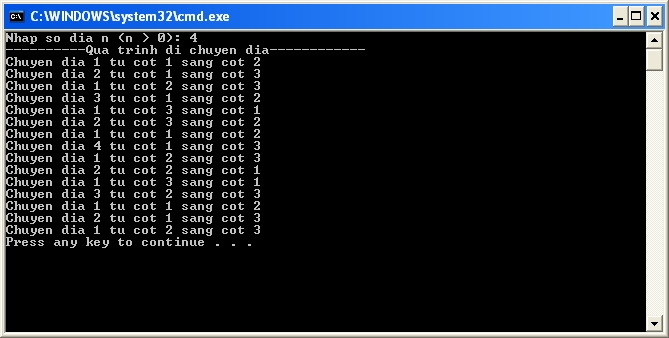 C:\WINDOWS\system32\cmd.exe
Nhap so dia n (n > 0): 4
----------Qua trinh di chuyen dia------------
Chuyen dia 1 tu cot 1 sang cot 2
Chuyen dia 2 tu cot 1 sang cot 3
Chuyen dia 1 tu cot 2 sang cot 3
Chuyen dia 3 tu cot 1 sang cot 2
Chuyen dia 1 tu cot 3 sang cot 1
Chuyen dia 2 tu cot 3 sang cot 2
Chuyen dia 1 tu cot 1 sang cot 2
Chuyen dia 4 tu cot 1 sang cot 3
Chuyen dia 1 tu cot 2 sang cot 3
Chuyen dia 2 tu cot 2 sang cot 1
Chuyen dia 1 tu cot 3 sang cot 1
Chuyen dia 3 tu cot 2 sang cot 3
Chuyen dia 1 tu cot 1 sang cot 2
Chuyen dia 2 tu cot 1 sang cot 3
Chuyen dia 1 tu cot 2 sang cot 3
Press any key to continue . . .